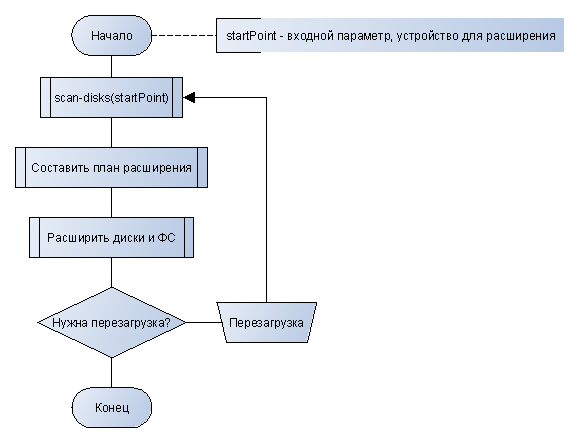 Начало
startPoint - входной параметр, устройство для расширения
scan-disks(startPoint)
Составить план расширения
Расширить диски и ФС
Нужна перезагрузка?
Перезагрузка
Конец